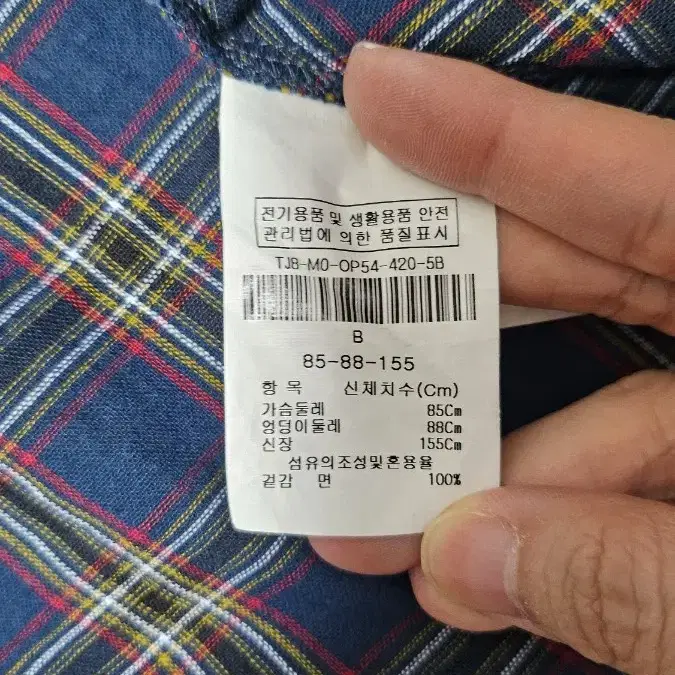 전기용품 및 생활용품 안전
관리법에 의한 품질표시
TJ8-M0-OP54-420-5B
B
85-88-155
항 목 신체치수(Cm)
가슴둘레 85Cm
엉덩이둘레 88Cm
신장 155Cm
섬유의조성및혼용율
겉감 면 100%